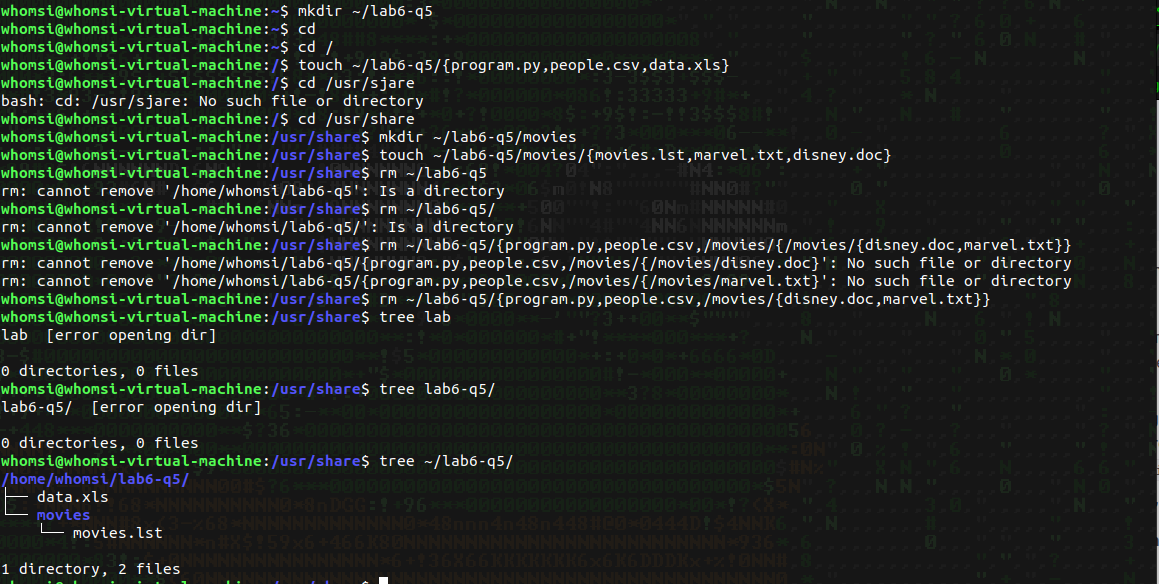 whomsi@whomsi-virtual-machine:~$ mkdir ~/lab6-q5
whomsi@whomsi-virtual-machine:~$ cd
whomsi@whomsi-virtual-machine:~$ cd /
whomsi@whomsi-virtual-machine:/$ touch ~/lab6-q5/{program.py,people.csv,data.xls}
whomsi@whomsi-virtual-machine:/$ cd /usr/sjare
bash: cd: /usr/sjare: No such file or directory
whomsi@whomsi-virtual-machine:/$ cd /usr/share
whomsi@whomsi-virtual-machine:/usr/share$ mkdir ~/lab6-q5/movies
whomsi@whomsi-virtual-machine:/usr/share$ touch ~/lab6-q5/movies/{movies.lst,marvel.txt,disney.doc}
whomsi@whomsi-virtual-machine:/usr/share$ rm ~/lab6-q5
rm: cannot remove '/home/whomsi/lab6-q5': Is a directory
whomsi@whomsi-virtual-machine:/usr/share$ rm ~/lab6-q5/
rm: cannot remove '/home/whomsi/lab6-q5/': Is a directory
whomsi@whomsi-virtual-machine:/usr/share$ rm ~/lab6-q5/{program.py,people.csv,/movies/{/movies/{disney.doc,marvel.txt}}
rm: cannot remove '/home/whomsi/lab6-q5/{program.py,people.csv,/movies/{/movies/disney.doc}': No such file or directory
rm: cannot remove '/home/whomsi/lab6-q5/{program.py,people.csv,/movies/{/movies/marvel.txt}': No such file or directory
whomsi@whomsi-virtual-machine:/usr/share$ rm ~/lab6-q5/{program.py,people.csv,/movies/{disney.doc,marvel.txt}}
whomsi@whomsi-virtual-machine:/usr/share$ tree lab
lab  [error opening dir]
0 directories, 0 files
whomsi@whomsi-virtual-machine:/usr/share$ tree lab6-q5/
lab6-q5/  [error opening dir]
0 directories, 0 files
whomsi@whomsi-virtual-machine:/usr/share$ tree ~/lab6-q5/
/home/whomsi/lab6-q5/
├── data.xls
└── movies
    └── movies.lst
1 directory, 2 files